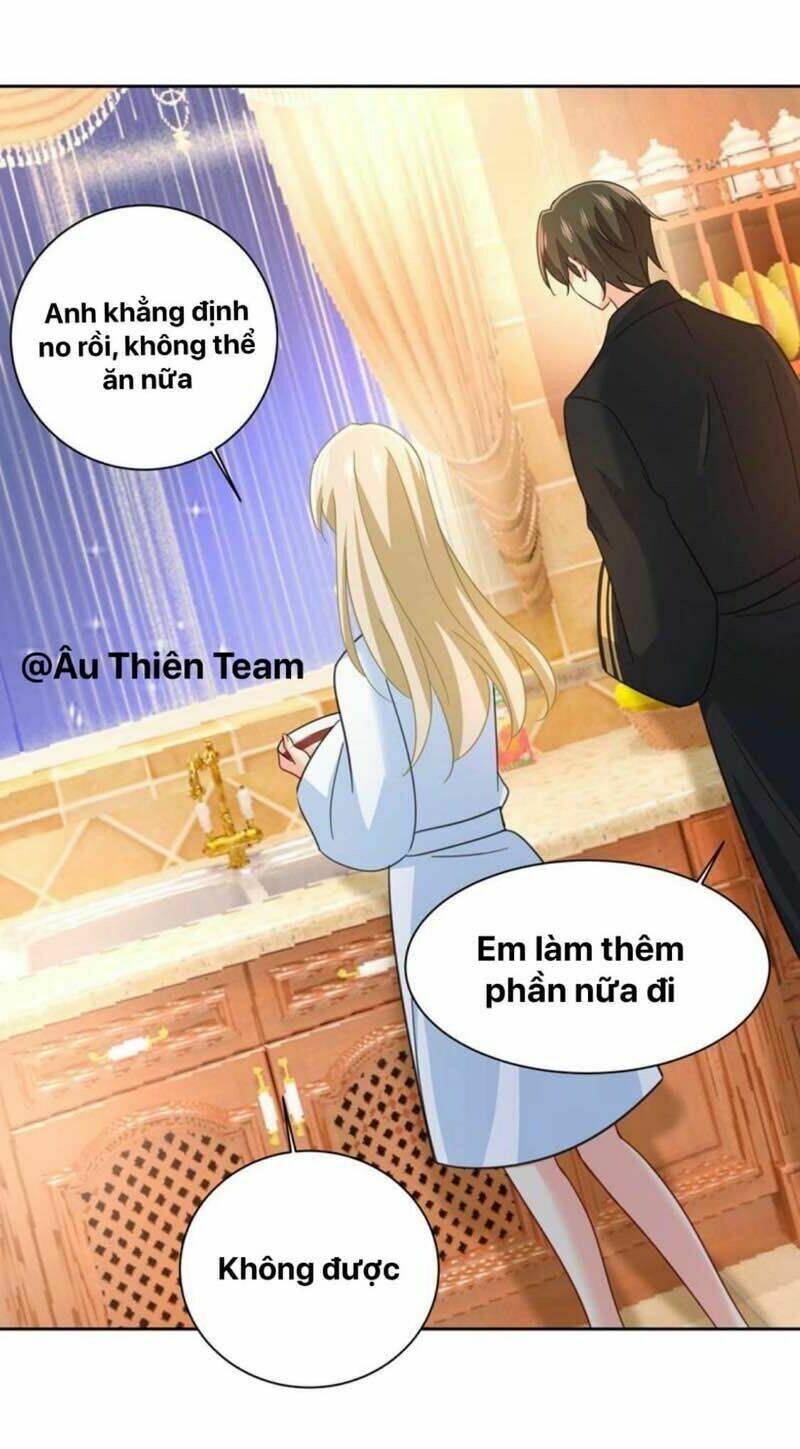 Anh khẳng định
no rồi, không thể
ăn nữa
@Âu Thiên Team
Em làm thêm
phần nữa đi
Không được